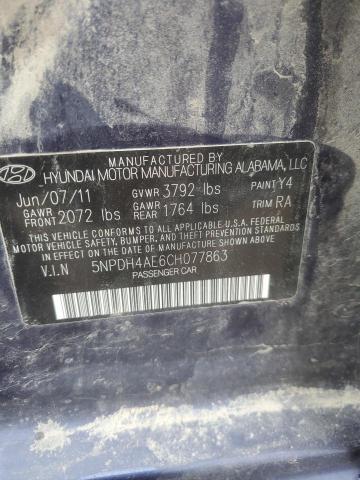 MANUFACTURED BY
HYUNDAI MOTOR MANUFACTURING ALABAMA, LLC
Jun/07/11 GVWR 3792 lbs PAINT Y4
GAWR FRONT 2072 lbs GAWR REAR 1764 lbs TRIM RA
THIS VEHICLE CONFORMS TO ALL APPLICABLE U.S. FEDERAL
MOTOR VEHICLE SAFETY, BUMPER, AND THEFT PREVENTION
STANDARDS IN EFFECT ON THE DATE OF MANUFACTURE
SHOWN ABOVE.
V.I.N 5NPDH4AE6CH077863
PASSENGER CAR